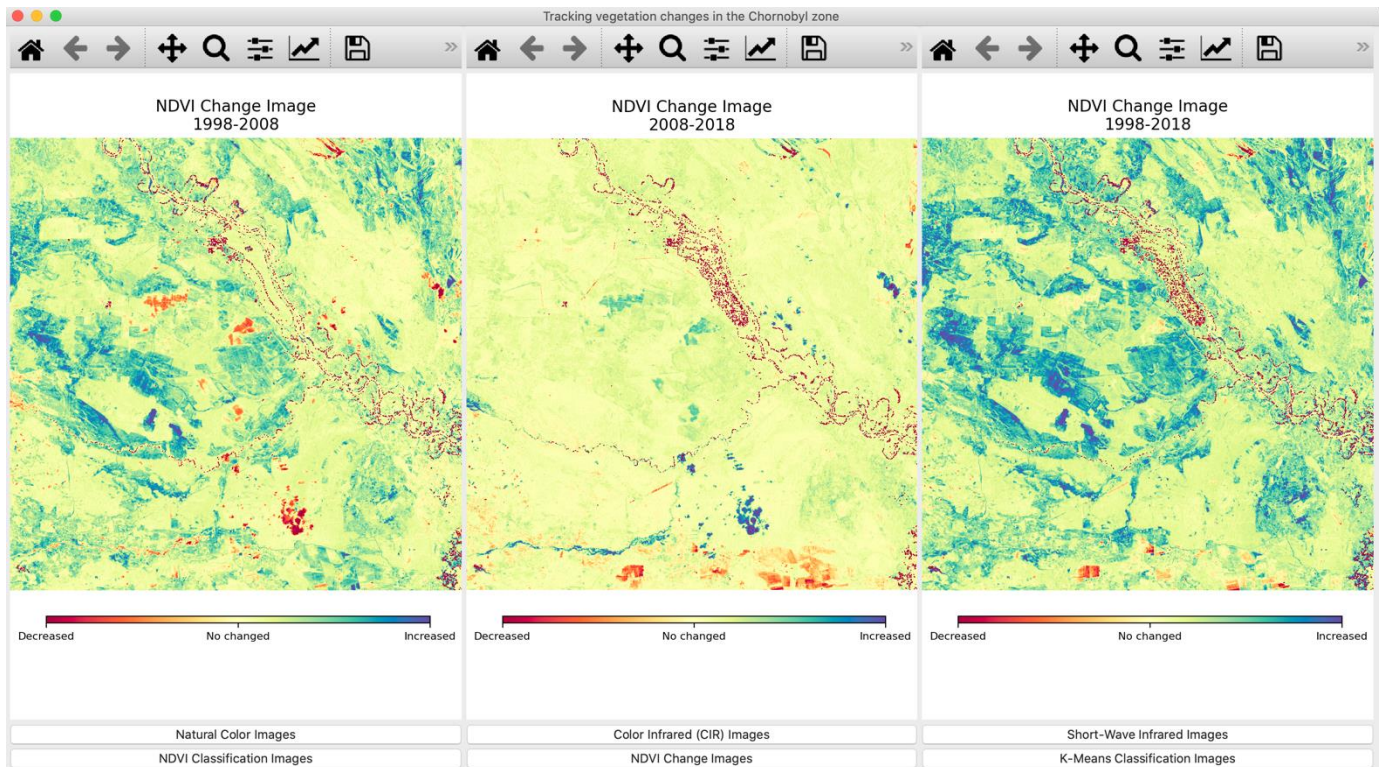 Tracking vegetation changes in the Chornobyl zone
»
»
»
NDVI Change Image
1998-2008
NDVI Change Image
2008-2018
NDVI Change Image
1998-2018
Decreased No changed Increased
Decreased No changed Increased
Decreased No changed Increased
Natural Color Images
Color Infrared (CIR) Images
Short-Wave Infrared Images
NDVI Classification Images
NDVI Change Images
K-Means Classification Images